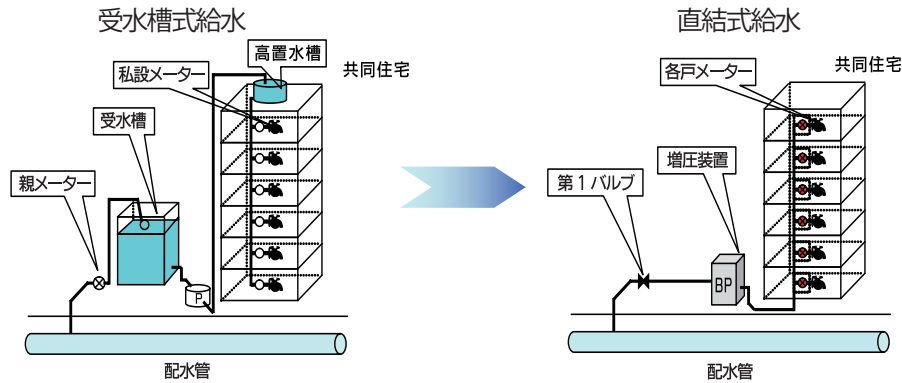 受水槽式給水
高置水槽
私設メーター
共同住宅
受水槽
親メーター
P
配水管
直結式給水
各戸メーター
共同住宅
増圧装置
第１バルブ
BP
配水管